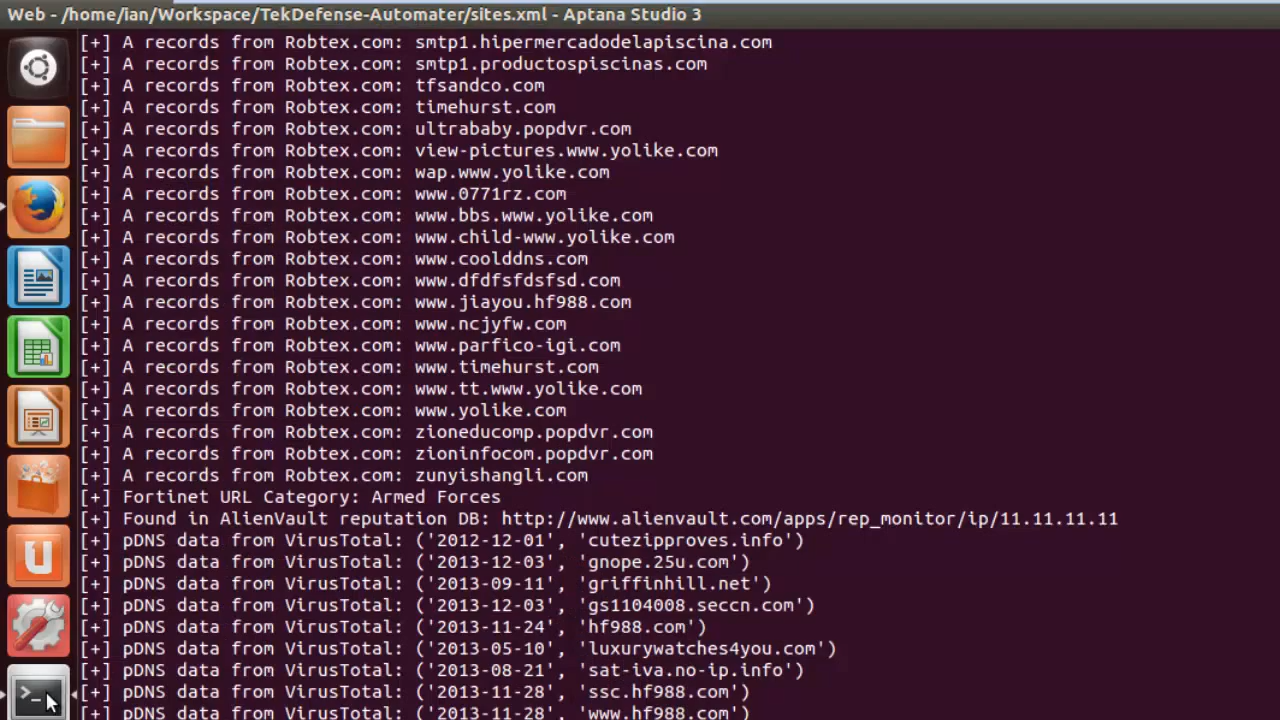 Web - /home/ian/Workspace/TekDefense-Automater/sites.xml - Aptana Studio 3
[+] A records from Robtex.com: smtp1.hipermercadodelapiscina.com
[+] A records from Robtex.com: smtp1.productospiscinas.com
[+] A records from Robtex.com: tfsandco.com
[+] A records from Robtex.com: timehurst.com
[+] A records from Robtex.com: ultrababy.popdvr.com
[+] A records from Robtex.com: view-pictures.www.yolike.com
[+] A records from Robtex.com: wap.www.yolike.com
[+] A records from Robtex.com: www.0771rz.com
[+] A records from Robtex.com: www.bbs.www.yolike.com
[+] A records from Robtex.com: www.child-www.yolike.com
[+] A records from Robtex.com: www.coolddns.com
[+] A records from Robtex.com: www.dfdfsfdsfsd.com
[+] A records from Robtex.com: www.jiayou.hf988.com
[+] A records from Robtex.com: www.ncjyfw.com
[+] A records from Robtex.com: www.parfico-igi.com
[+] A records from Robtex.com: www.timehurst.com
[+] A records from Robtex.com: www.tt.www.yolike.com
[+] A records from Robtex.com: www.yolike.com
[+] A records from Robtex.com: zioneducomp.popdvr.com
[+] A records from Robtex.com: zioninfocom.popdvr.com
[+] A records from Robtex.com: zunyishangli.com
[+] Fortinet URL Category: Armed Forces
[+] Found in AlienVault reputation DB: http://www.alienvault.com/apps/rep_monitor/ip/11.11.11.11
[+] pDNS data from VirusTotal: ('2012-12-01', 'cutezipproves.info')
[+] pDNS data from VirusTotal: ('2013-12-03', 'gnope.25u.com')
[+] pDNS data from VirusTotal: ('2013-09-11', 'griffinhill.net')
[+] pDNS data from VirusTotal: ('2013-12-03', 'gs1104008.seccn.com')
[+] pDNS data from VirusTotal: ('2013-11-24', 'hf988.com')
[+] pDNS data from VirusTotal: ('2013-05-10', 'luxurywatches4you.com')
[+] pDNS data from VirusTotal: ('2013-08-21', 'sat-iva.no-ip.info')
[+] pDNS data from VirusTotal: ('2013-11-28', 'ssc.hf988.com')
[+] pDNS data from VirusTotal: ('2013-11-28', 'www.hf988.com')